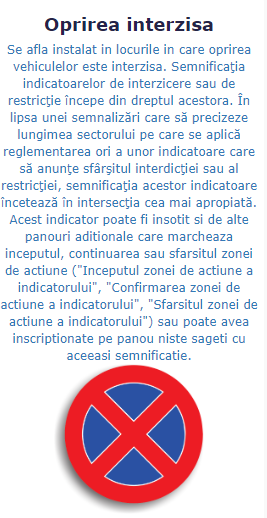 Oprirea interzisa
Se afla instalat in locurile in care oprirea
vehiculelor este interzisa. Semnificaţia
indicatoarelor de interzicere sau de
restricţie începe din dreptul acestora. În
lipsa unei semnalizări care să precizeze
lungimea sectorului pe care se aplică
reglementarea ori a unor indicatoare care
să anunţe sfârşitul interdicţiei sau al
restricţiei, semnificaţia acestor indicatoare
încetează în intersecţia cea mai apropiată.
Acest indicator poate fi insotit si de alte
panouri aditionale care marcheaza
inceputul, continuarea sau sfarsitul zonei
de actiune ("Inceputul zonei de actiune a
indicatorului", "Confirmarea zonei de
actiune a indicatorului", "Sfarsitul zonei de
actiune a indicatorului") sau poate avea
inscriptionate pe panou niste sageti cu
aceeasi semnificatie.